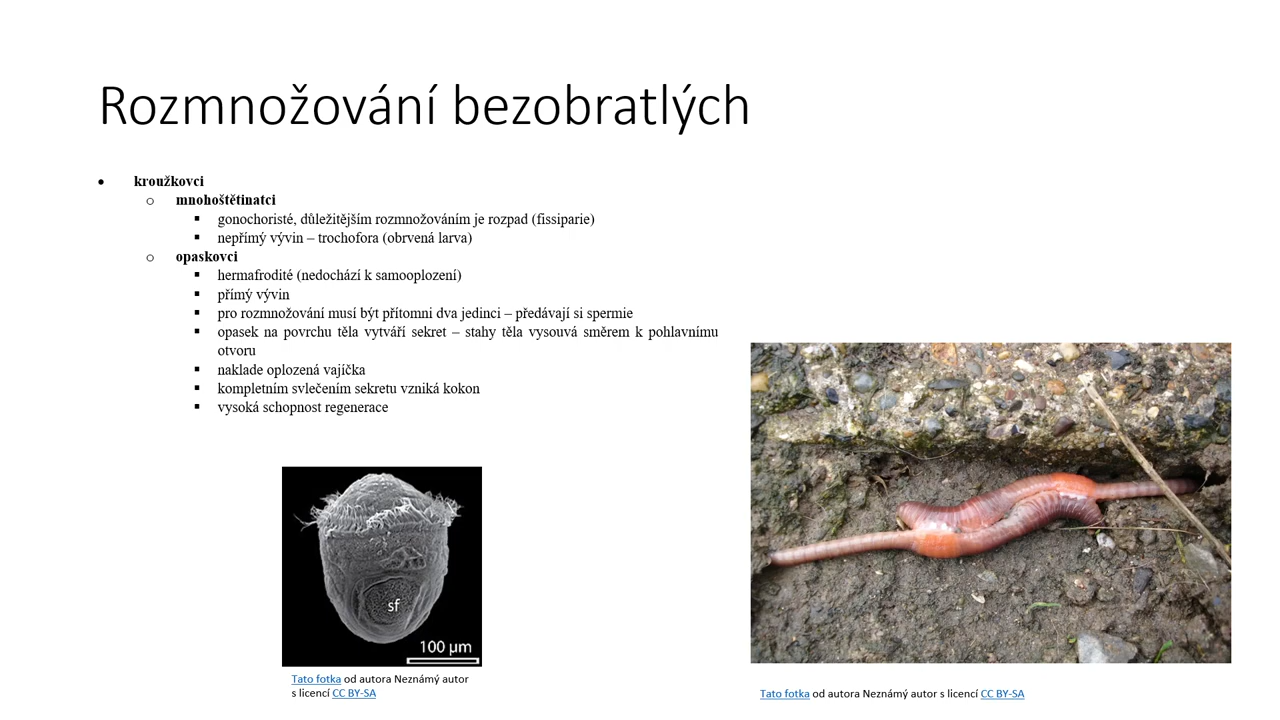 Rozmnožování bezobratlých
• kroužkovci
o mnohoštětinatci
▪ gonochoristé, důležitějším rozmnožováním je rozpad (fissiparie)
▪ nepřímý vývin – trochofora (obrvená larva)
o opaskovci
▪ hermafrodité (nedochází k samooplození)
▪ přímý vývin
▪ pro rozmnožování musí být přítomni dva jedinci – předávají si spermie
▪ opasek na povrchu těla vytváří sekret – stahy těla vysouvá směrem k pohlavnímu
otvoru
▪ naklade oplozená vajíčka
▪ kompletním svlečením sekretu vzniká kokon
▪ vysoká schopnost regenerace
sf
100 µm
Tato fotka od autora Neznámý autor
s licencí CC BY-SA
Tato fotka od autora Neznámý autor s licencí CC BY-SA